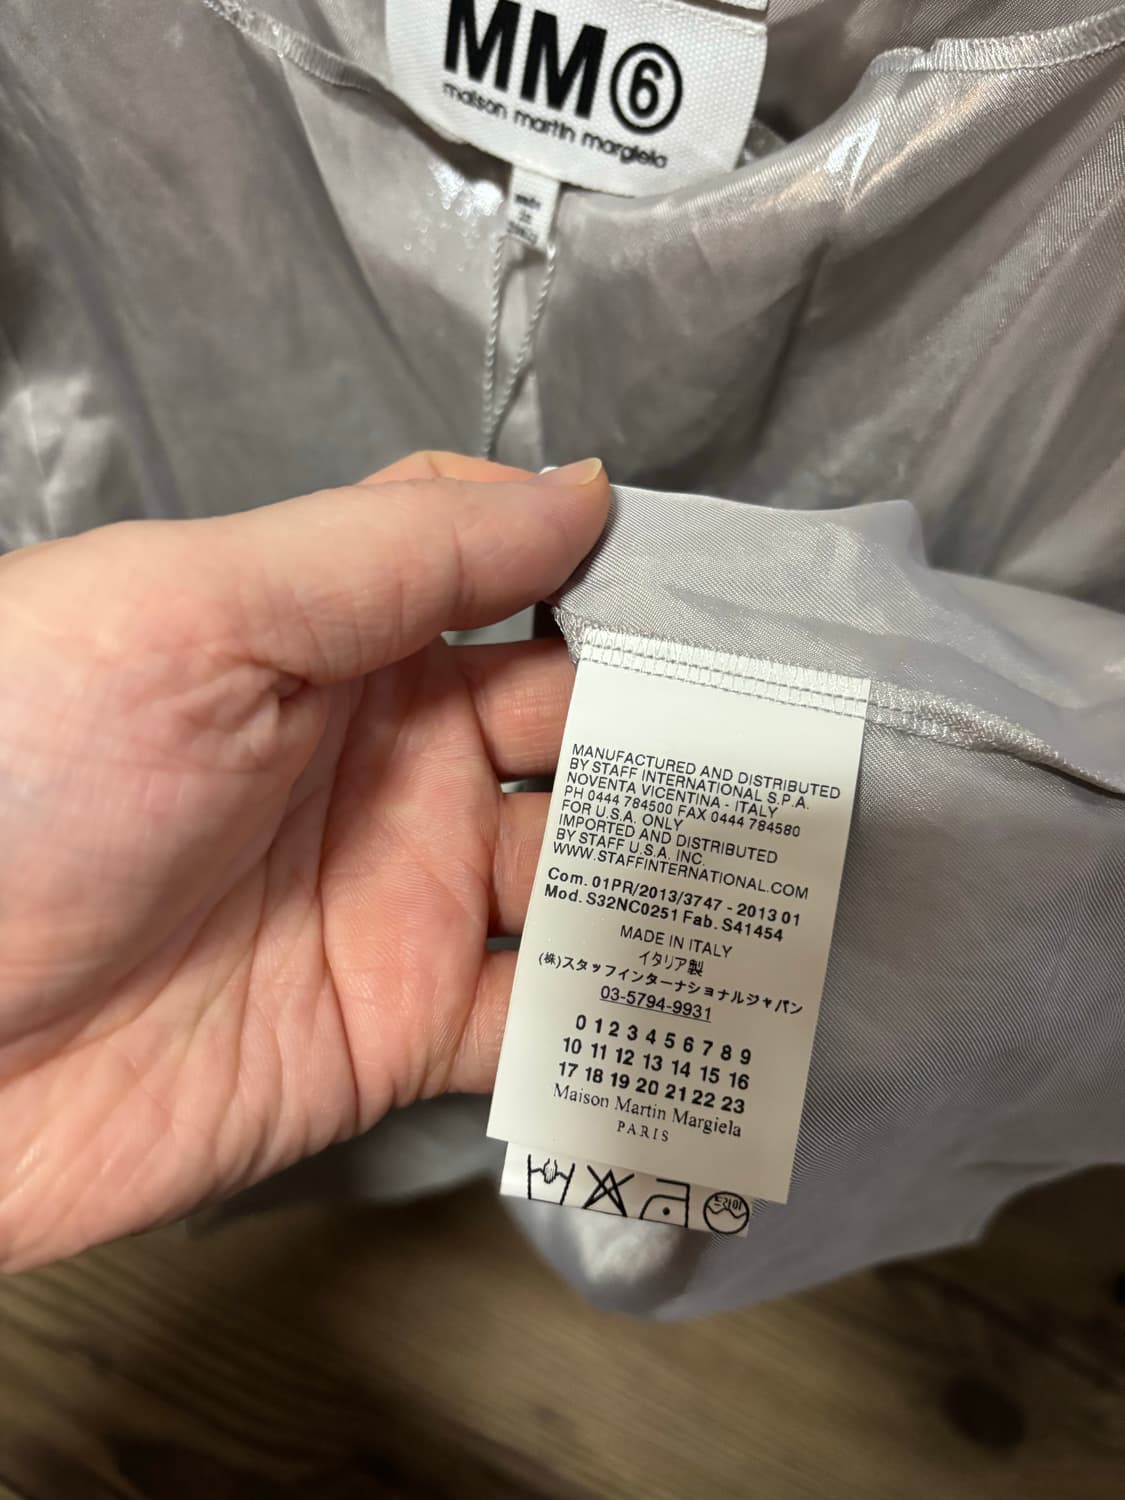 MM⑥
maison martin margiela
MANUFACTURED AND DISTRIBUTED
BY STAFF INTERNATIONAL S.P.A.
NOVENTA VICENTINA - ITALY
PH 0444 784500 FAX 0444 784580
FOR U.S.A. ONLY
IMPORTED AND DISTRIBUTED
BY STAFF U.S.A. INC.
WWW.STAFFINTERNATIONAL.COM
Com. 01PR/2013/3747 - 2013 01
Mod. S32NC0251 Fab. S41454
MADE IN ITALY
イタリア製
(株)スタッフインターナショナルジャパン
03-5794-9931
0 1 2 3 4 5 6 7 8 9
10 11 12 13 14 15 16
17 18 19 20 21 22 23
Maison Martin Margiela
PARIS
드라이